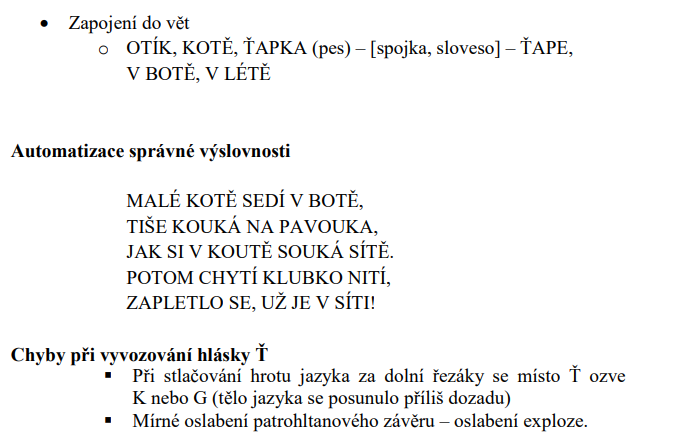 • Zapojení do vět
o OTÍK, KOTĚ, ŤAPKA (pes) – [spojka, sloveso] – ŤAPE,
V BOTĚ, V LÉTĚ
Automatizace správné výslovnosti
MALÉ KOTĚ SEDÍ V BOTĚ,
TIŠE KOUKÁ NA PAVOUKA,
JAK SI V KOUTĚ SOUKÁ SÍTĚ.
POTOM CHYTÍ KLUBKO NITÍ,
ZAPLETLO SE, UŽ JE V SÍTI!
Chyby při vyvozování hlásky Ť
▪ Při stlačování hrotu jazyka za dolní řezáky se místo Ť ozve
K nebo G (tělo jazyka se posunulo příliš dozadu)
▪ Mírné oslabení patrohltanového závěru – oslabení exploze.